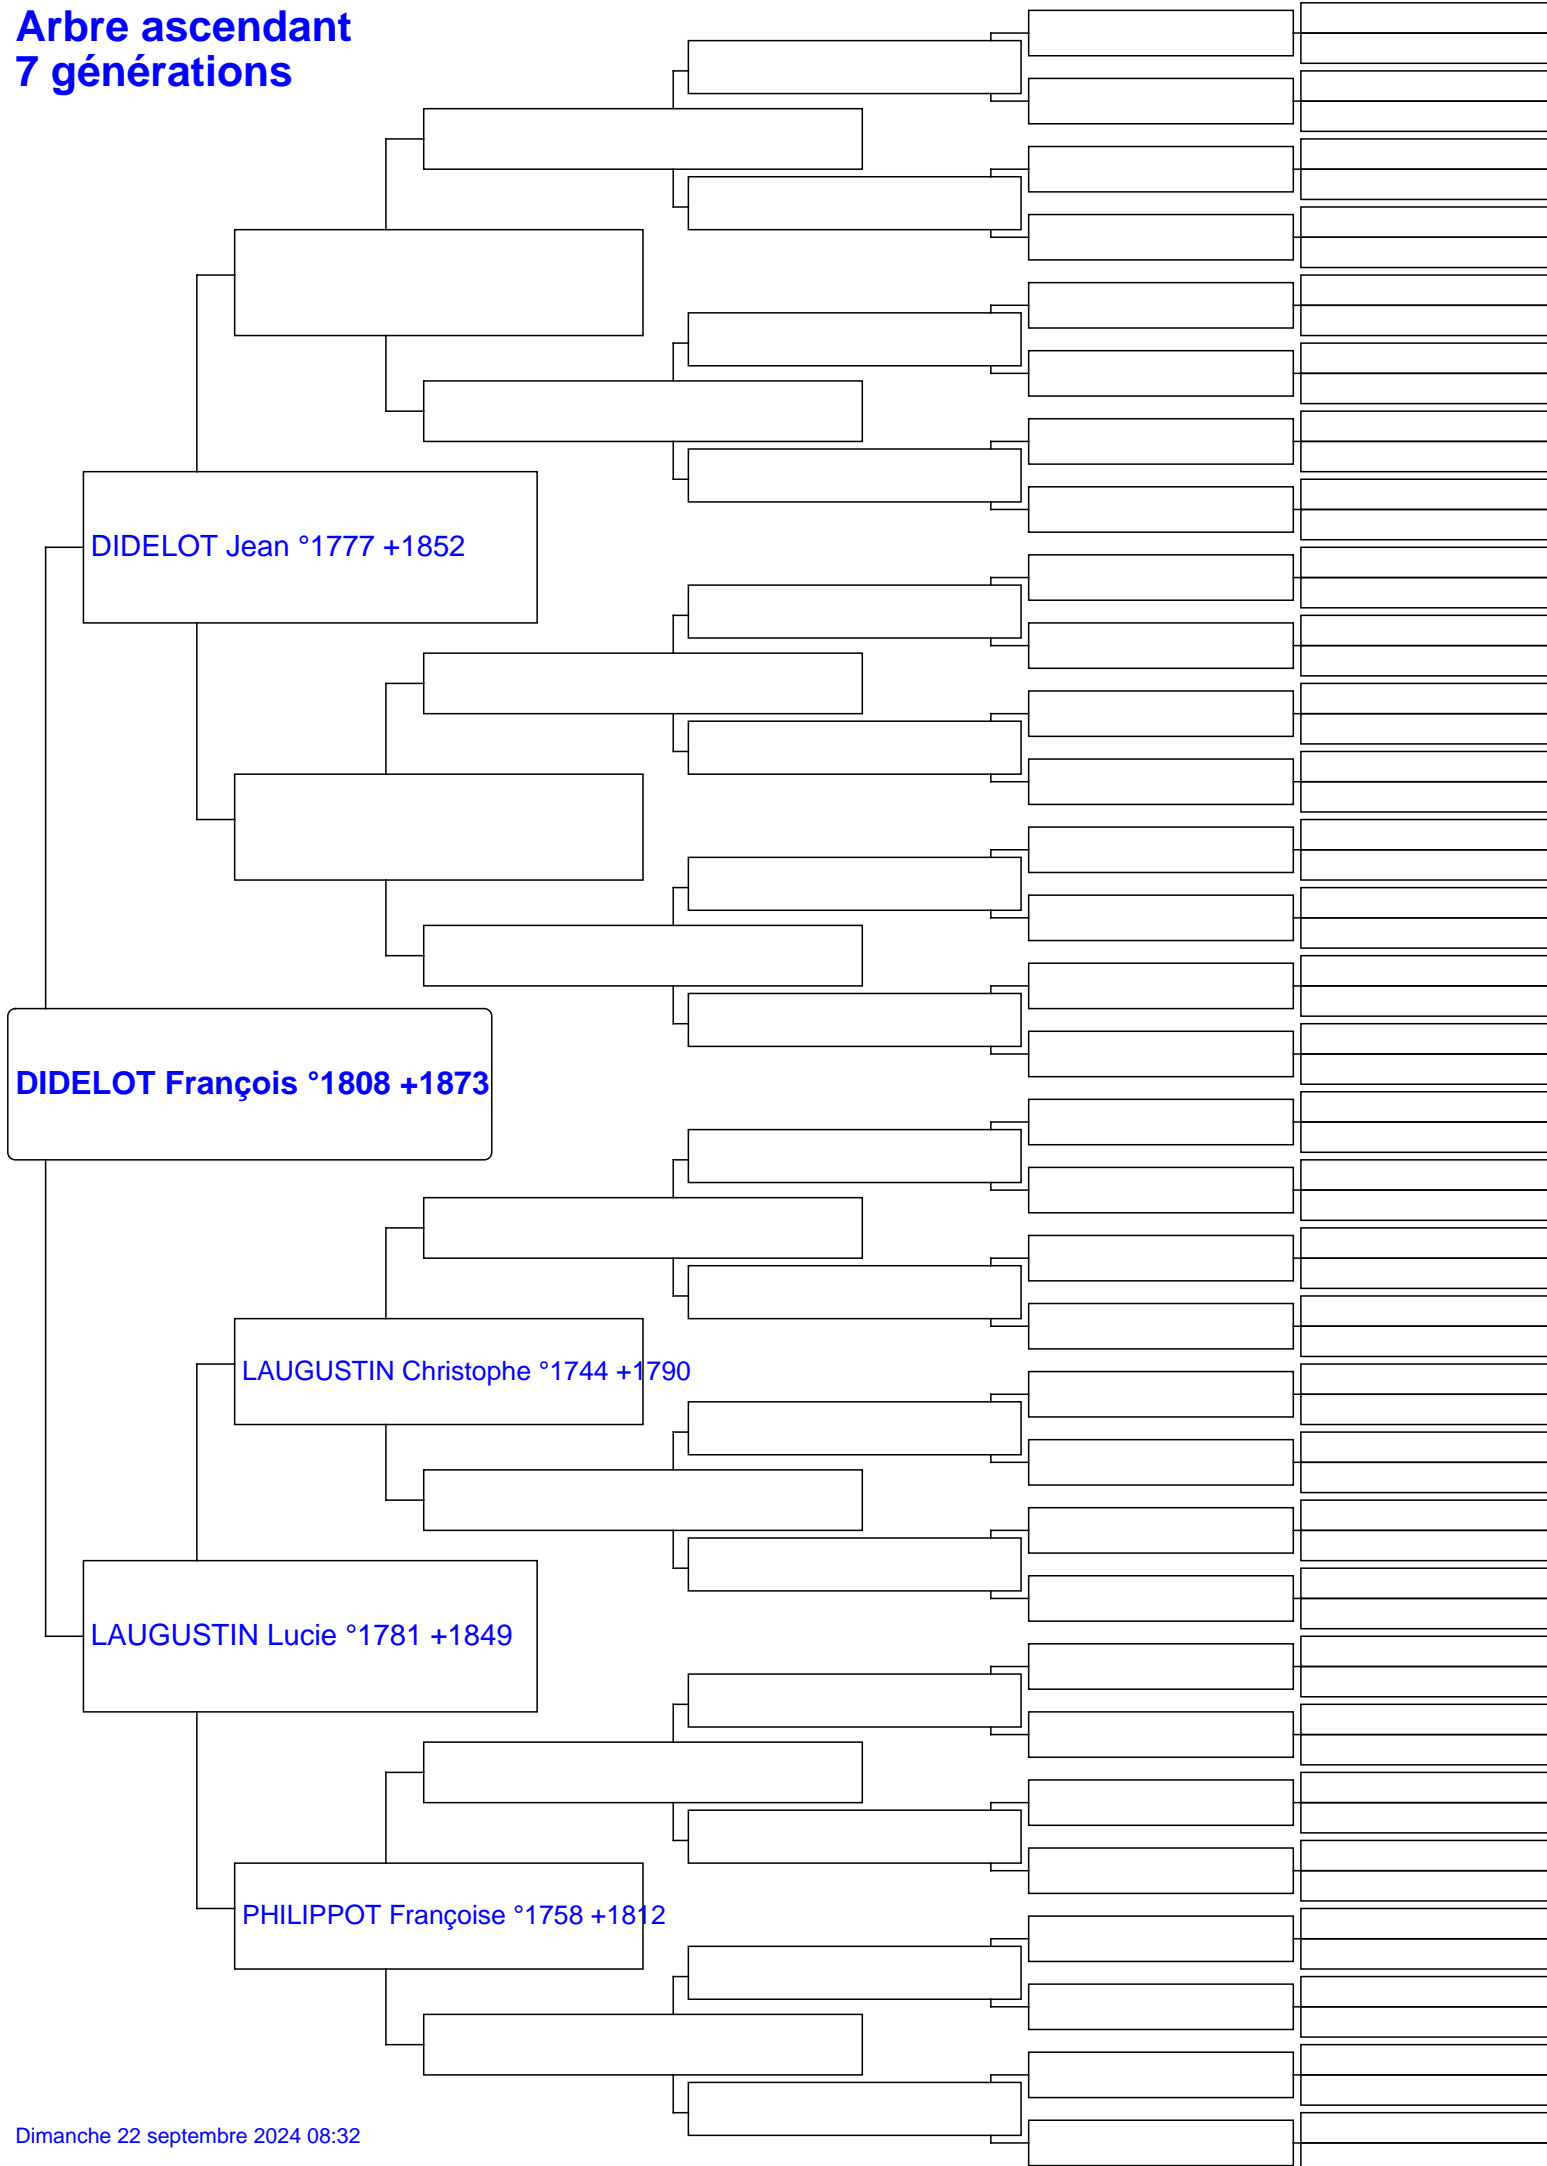 Arbre ascendant
7 générations
DIDELOT Jean °1777 +1852
DIDELOT François °1808 +1873
LAUGUSTIN Christophe °1744 +1790
LAUGUSTIN Lucie °1781 +1849
PHILIPPOT Françoise °1758 +1812
Dimanche 22 septembre 2024 08:32